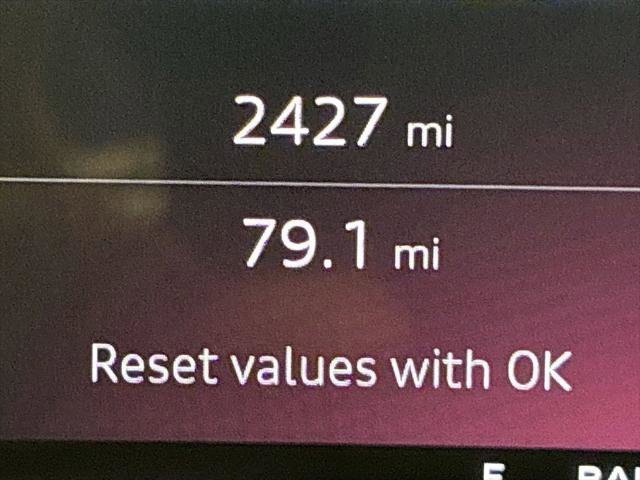 2427 mi
79.1 mi
Reset values with OK